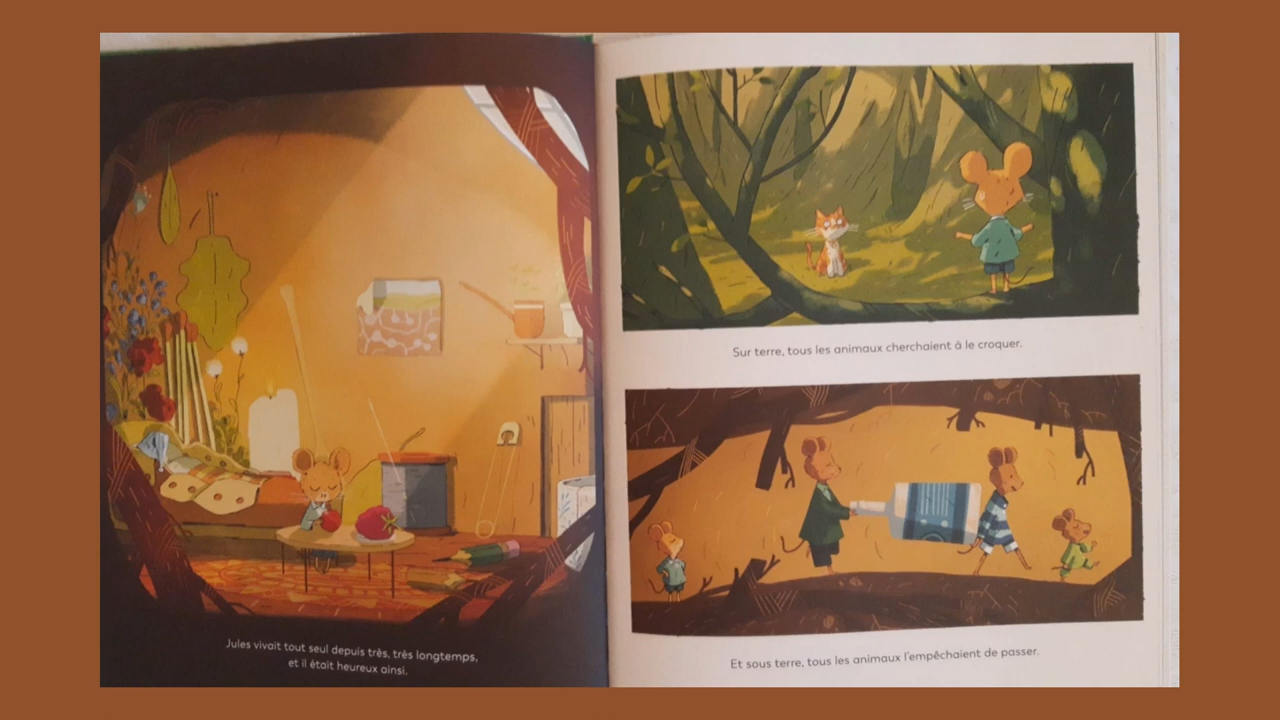 Jules vivait tout seul depuis très, très longtemps,
et il était heureux ainsi.
Sur terre, tous les animaux cherchaient à le croquer.
Et sous terre, tous les animaux l'empêchaient de passer.